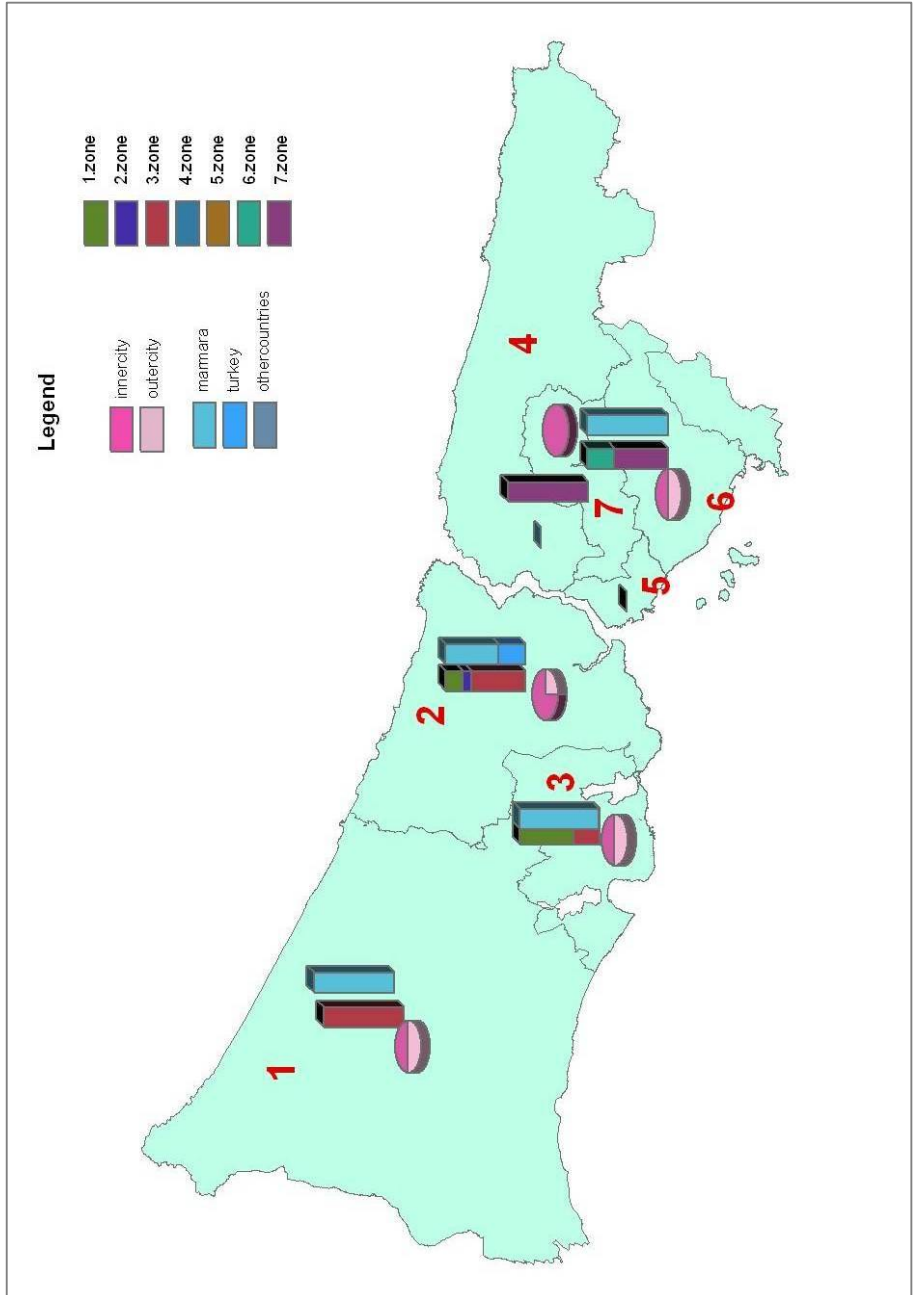 Legend
innercity
outercity
marmara
turkey
othercountries
1.zone
2.zone
3.zone
4.zone
5.zone
6.zone
7.zone
1
2
3
4
5
6
7